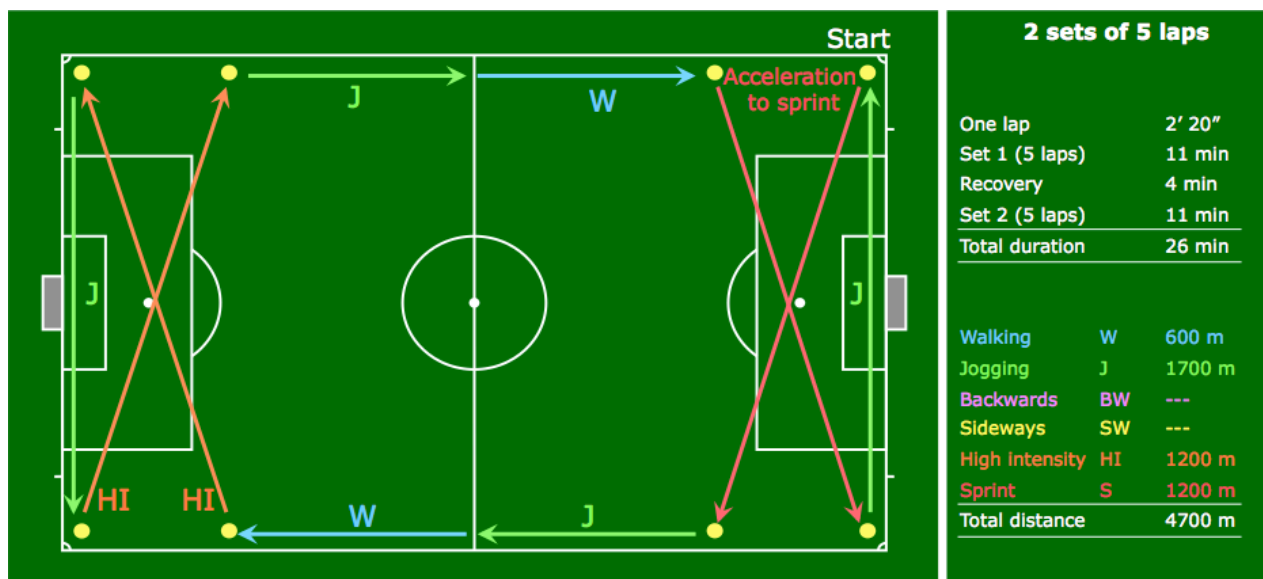 Start
J
W
Acceleration
to sprint
J
J
HI
HI
W
J
2 sets of 5 laps
One lap 2′ 20″
Set 1 (5 laps) 11 min
Recovery 4 min
Set 2 (5 laps) 11 min
Total duration 26 min
Walking W 600 m
Jogging J 1700 m
Backwards BW ---
Sideways SW ---
High intensity HI 1200 m
Sprint S 1200 m
Total distance 4700 m